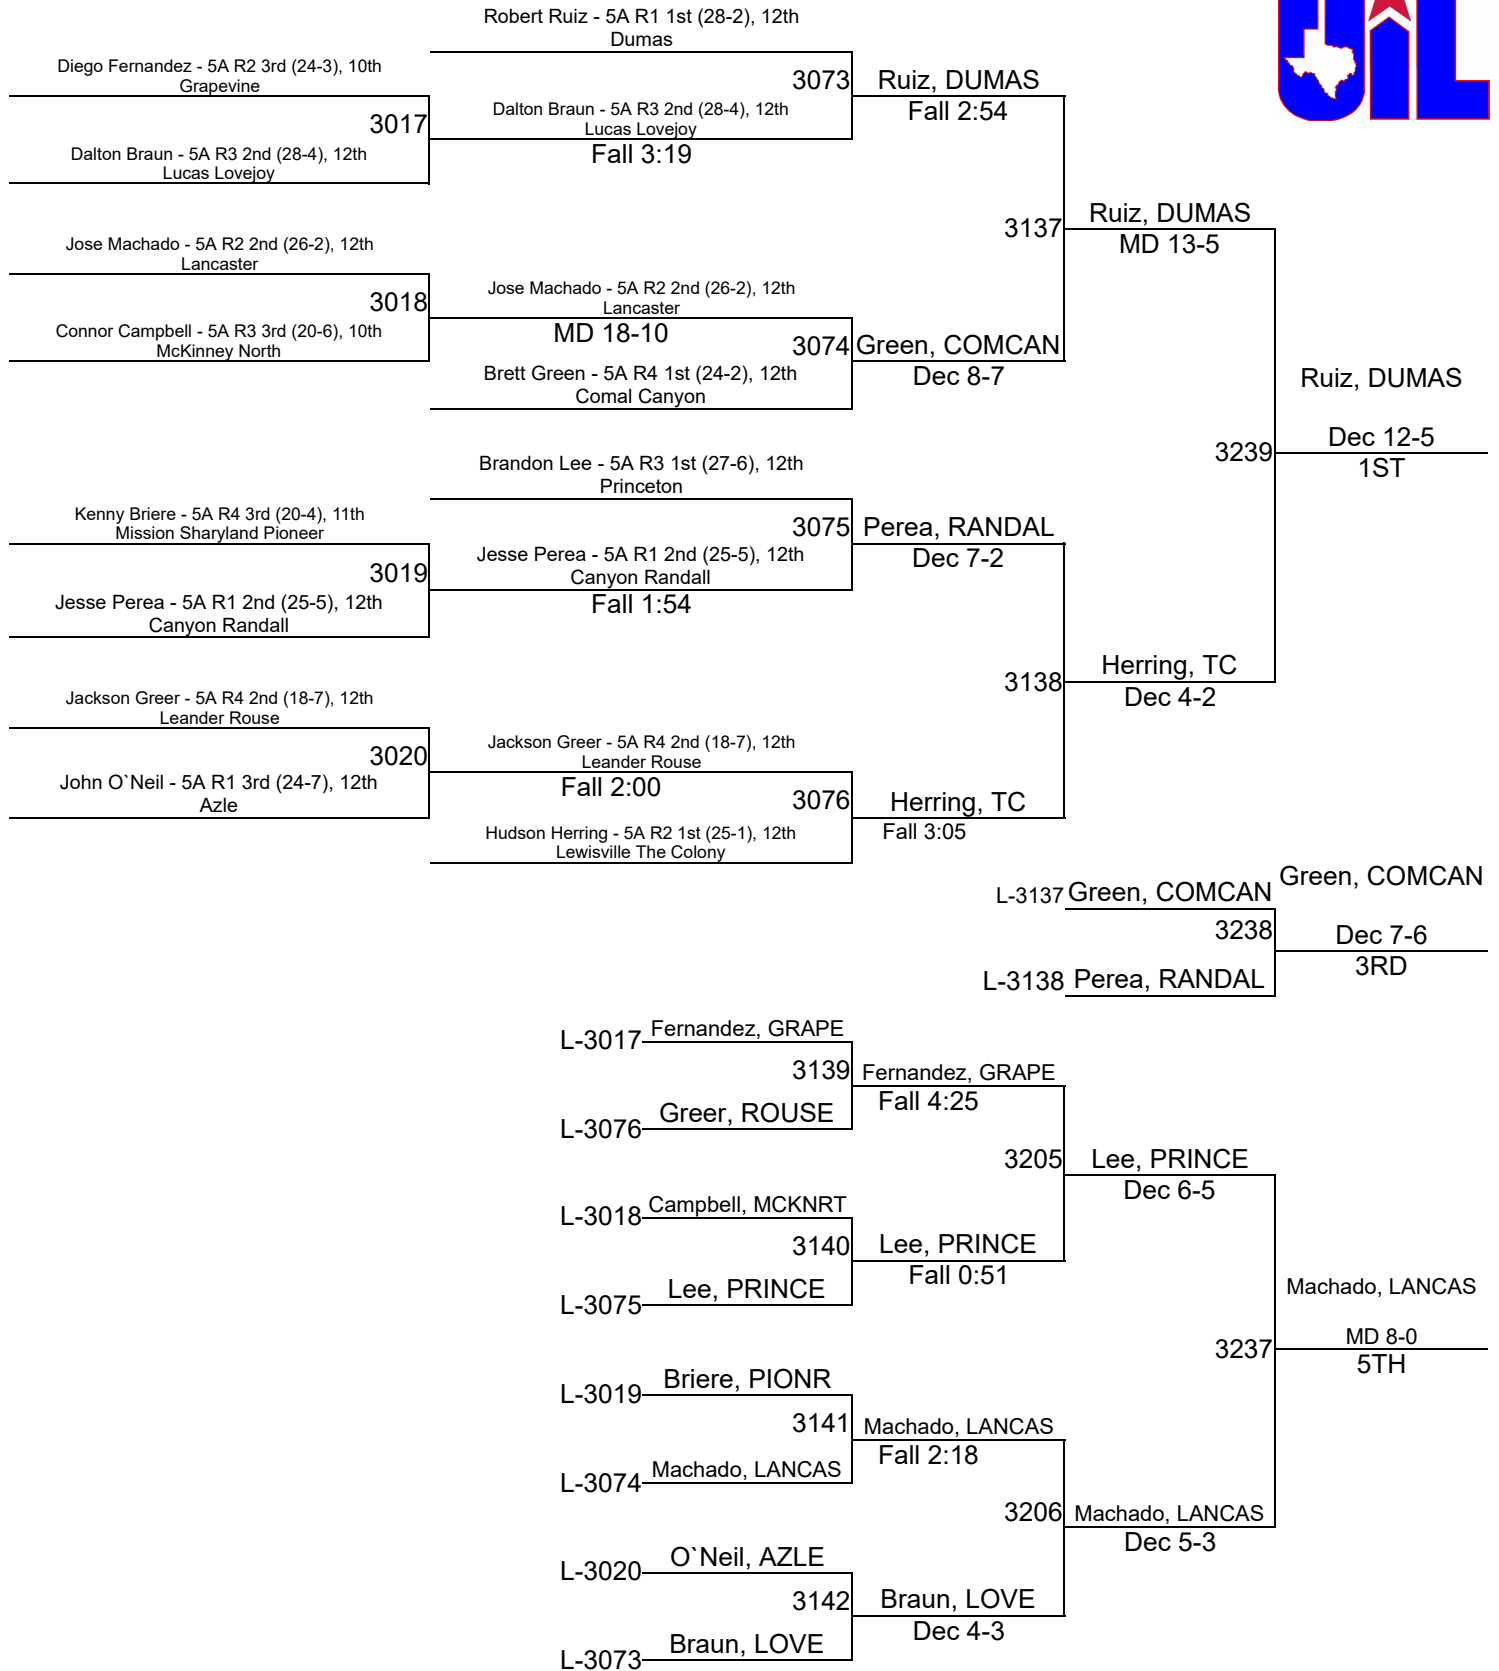 Robert Ruiz - 5A R1 1st (28-2), 12th
Dumas
UIL
Diego Fernandez - 5A R2 3rd (24-3), 10th
Grapevine
3073
Ruiz, DUMAS
Fall 2:54
3017
Dalton Braun - 5A R3 2nd (28-4), 12th
Lucas Lovejoy
Fall 3:19
Dalton Braun - 5A R3 2nd (28-4), 12th
Lucas Lovejoy
3137
Ruiz, DUMAS
MD 13-5
Jose Machado - 5A R2 2nd (26-2), 12th
Lancaster
3018
Jose Machado - 5A R2 2nd (26-2), 12th
Lancaster
MD 18-10
Connor Campbell - 5A R3 3rd (20-6), 10th
McKinney North
3074
Green, COMCAN
Dec 8-7
Brett Green - 5A R4 1st (24-2), 12th
Comal Canyon
Ruiz, DUMAS
3239
Dec 12-5
1ST
Brandon Lee - 5A R3 1st (27-6), 12th
Princeton
Kenny Briere - 5A R4 3rd (20-4), 11th
Mission Sharyland Pioneer
3075
Perea, RANDAL
Dec 7-2
3019
Jesse Perea - 5A R1 2nd (25-5), 12th
Canyon Randall
Fall 1:54
Jesse Perea - 5A R1 2nd (25-5), 12th
Canyon Randall
3138
Herring, TC
Dec 4-2
Jackson Greer - 5A R4 2nd (18-7), 12th
Leander Rouse
3020
Jackson Greer - 5A R4 2nd (18-7), 12th
Leander Rouse
Fall 2:00
John O`Neil - 5A R1 3rd (24-7), 12th
Azle
3076
Herring, TC
Fall 3:05
Hudson Herring - 5A R2 1st (25-1), 12th
Lewisville The Colony
L-3137
Green, COMCAN
Green, COMCAN
3238
Dec 7-6
3RD
L-3138
Perea, RANDAL
L-3017
Fernandez, GRAPE
3139
Fernandez, GRAPE
Fall 4:25
L-3076
Greer, ROUSE
3205
Lee, PRINCE
Dec 6-5
L-3018
Campbell, MCKNRT
3140
Lee, PRINCE
Fall 0:51
L-3075
Lee, PRINCE
Machado, LANCAS
3237
MD 8-0
5TH
L-3019
Briere, PIONR
3141
Machado, LANCAS
Fall 2:18
L-3074
Machado, LANCAS
3206
Machado, LANCAS
Dec 5-3
L-3020
O`Neil, AZLE
3142
Braun, LOVE
Dec 4-3
L-3073
Braun, LOVE